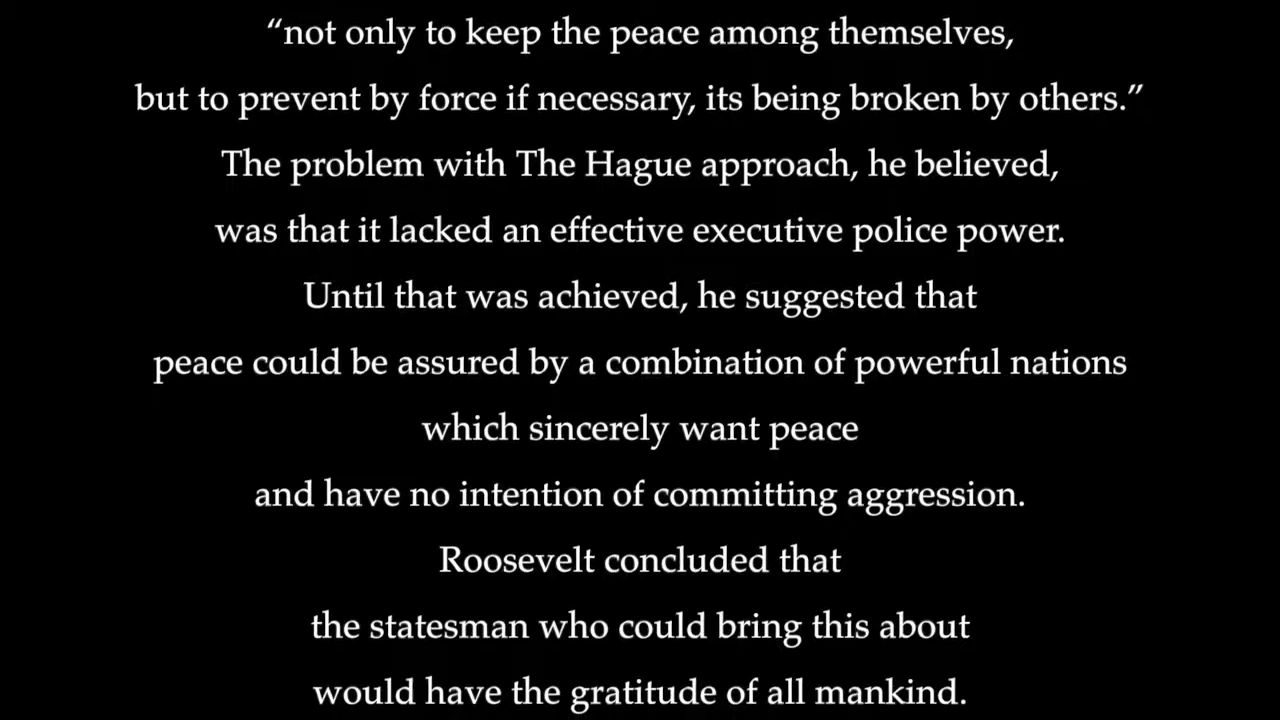 “not only to keep the peace among themselves,
but to prevent by force if necessary, its being broken by others.”
The problem with The Hague approach, he believed,
was that it lacked an effective executive police power.
Until that was achieved, he suggested that
peace could be assured by a combination of powerful nations
which sincerely want peace
and have no intention of committing aggression.
Roosevelt concluded that
the statesman who could bring this about
would have the gratitude of all mankind.